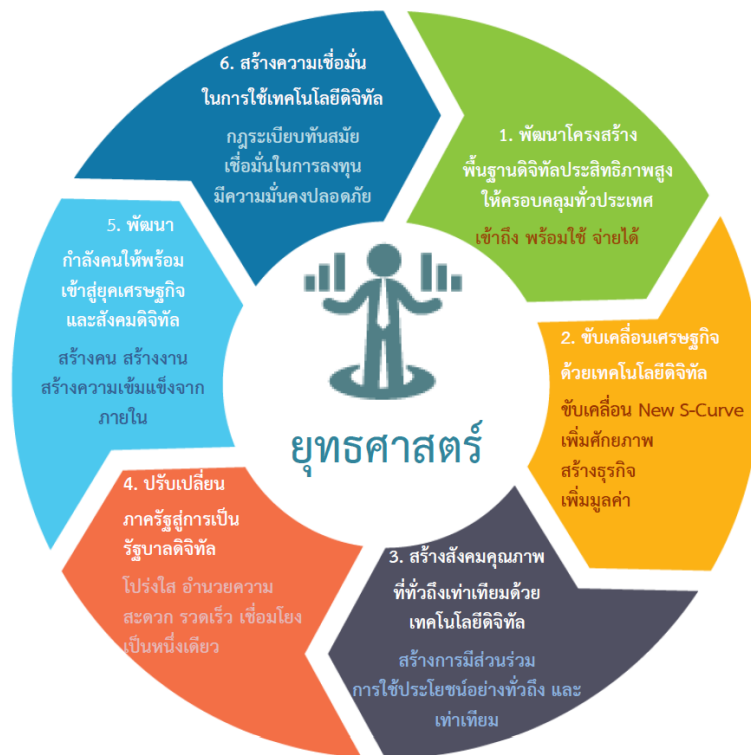 ยุทธศาสตร์
1. พัฒนาโครงสร้าง
พื้นฐานดิจิทัลประสิทธิภาพสูง
ให้ครอบคลุมทั่วประเทศ
เข้าถึง พร้อมใช้ จ่ายได้
2. ขับเคลื่อนเศรษฐกิจ
ด้วยเทคโนโลยีดิจิทัล
ขับเคลื่อน New S-Curve
เพิ่มศักยภาพ
สร้างธุรกิจ
เพิ่มมูลค่า
3. สร้างสังคมคุณภาพ
ที่ทั่วถึงเท่าเทียมด้วย
เทคโนโลยีดิจิทัล
สร้างการมีส่วนร่วม
การใช้ประโยชน์อย่างทั่วถึง และ
เท่าเทียม
4. ปรับเปลี่ยน
ภาครัฐสู่การเป็น
รัฐบาลดิจิทัล
โปร่งใส อำนวยความ
สะดวก รวดเร็ว เชื่อมโยง
เป็นหนึ่งเดียว
5. พัฒนา
กำลังคนให้พร้อม
เข้าสู่ยุคเศรษฐกิจ
และสังคมดิจิทัล
สร้างคน สร้างงาน
สร้างความเข้มแข็งจาก
ภายใน
6. สร้างความเชื่อมั่น
ในการใช้เทคโนโลยีดิจิทัล
กฎระเบียบทันสมัย
เชื่อมั่นในการลงทุน
มีความมั่นคงปลอดภัย